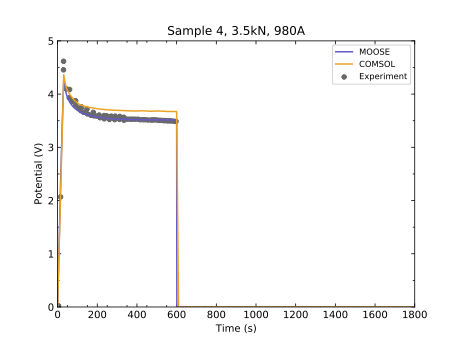 Sample 4, 3.5kN, 980A
MOOSE
COMSOL
Experiment
Potential (V)
5
4
3
2
1
0
0 200 400 600 800 1000 1200 1400 1600 1800
Time (s)